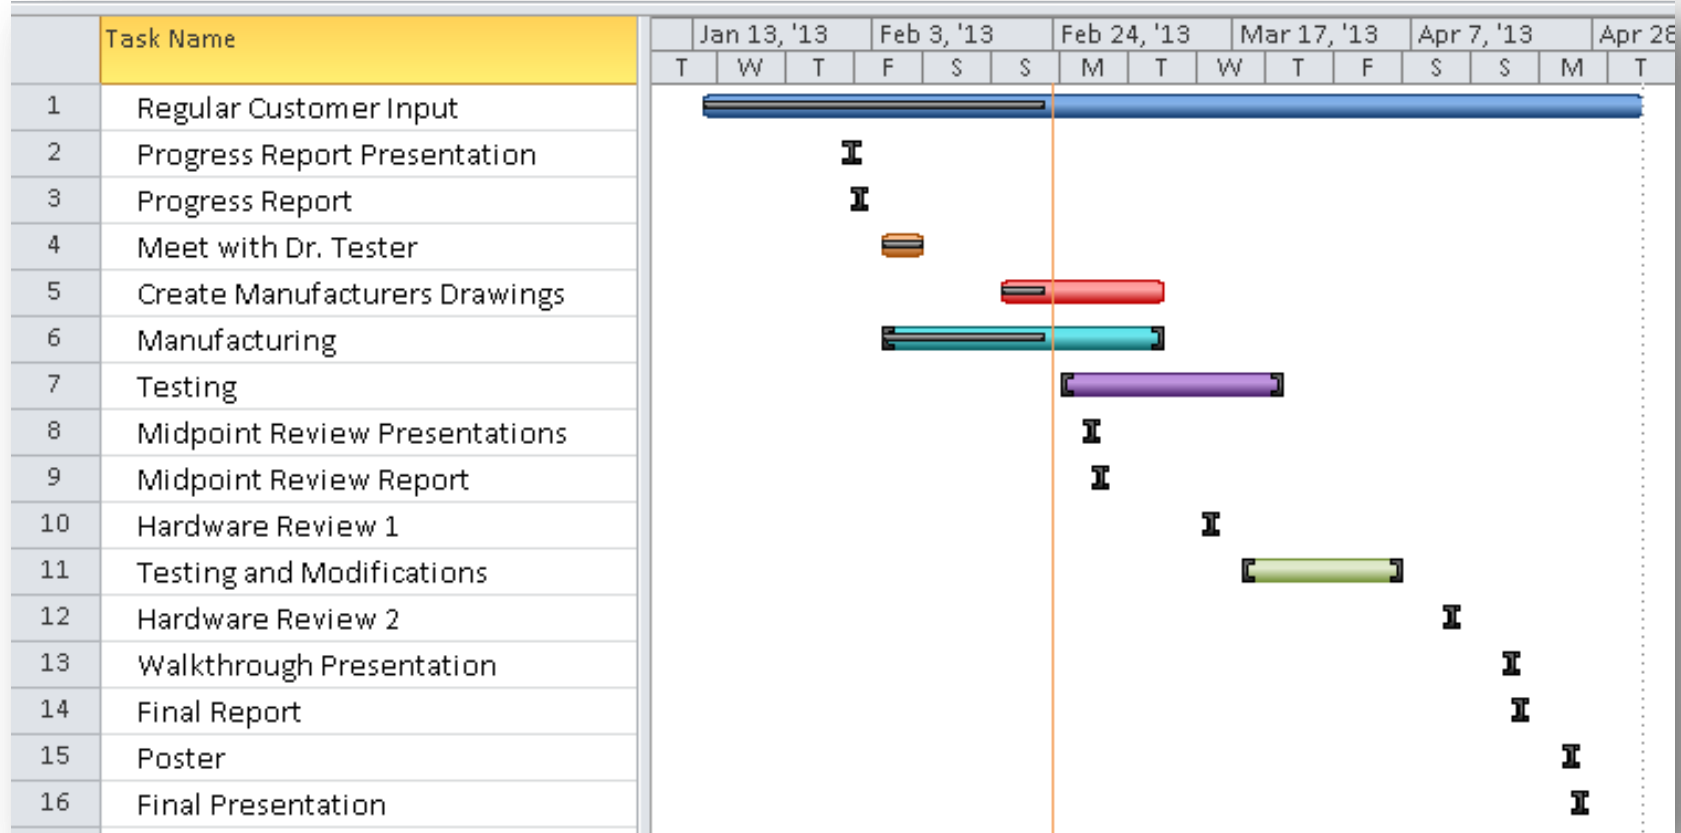 Task Name
Jan 13, '13 Feb 3, '13 Feb 24, '13 Mar 17, '13 Apr 7, '13 Apr 28
T W T F S S M T W T F S S M T
1 Regular Customer Input
2 Progress Report Presentation
3 Progress Report
4 Meet with Dr. Tester
5 Create Manufacturers Drawings
6 Manufacturing
7 Testing
8 Midpoint Review Presentations
9 Midpoint Review Report
10 Hardware Review 1
11 Testing and Modifications
12 Hardware Review 2
13 Walkthrough Presentation
14 Final Report
15 Poster
16 Final Presentation